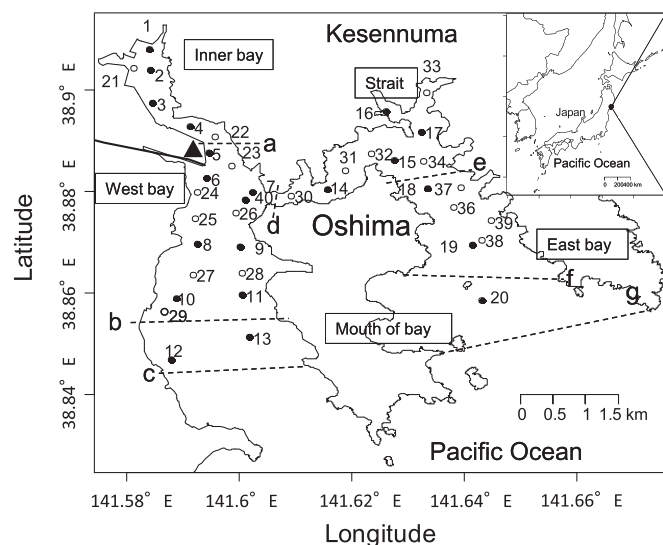 Kesennuma
1
Inner bay
33
Strait
21
2
38.9° E
3
16
Japan
4
22
a
17
Pacific Ocean
5
23
31
32
15
34
e
0 200400km
West bay
6
7
38.88° E
24
40
30
14
18
37
d
Oshima
36
25
26
39
Latitude
8
9
19
38
East bay
27
28
f
38.86° E
10
11
20
g
29
b
Mouth of bay
13
12
c
38.84° E
0 0.5 1 1.5 km
Pacific Ocean
141.58° E 141.6° E 141.62° E 141.64° E 141.66° E
Longitude